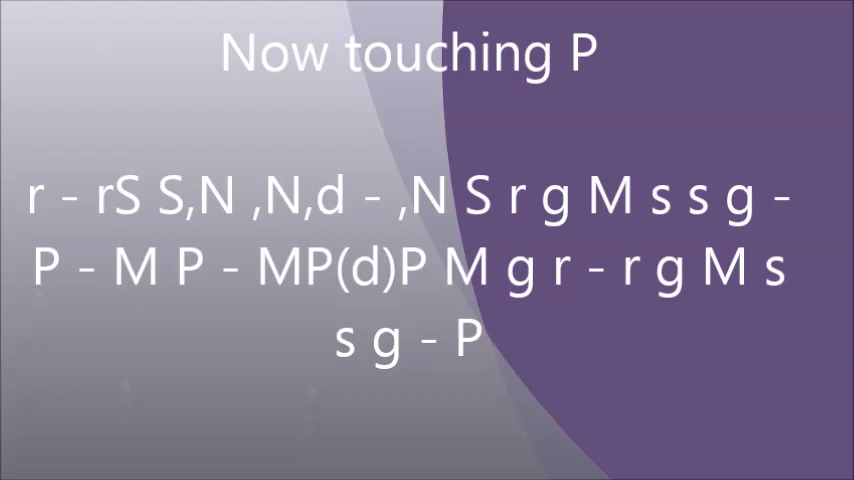 Now touching P
r - rS S,N ,N,d - ,N S r g M s s g -
P - M P - MP(d)P M g r - r g M s
s g - P